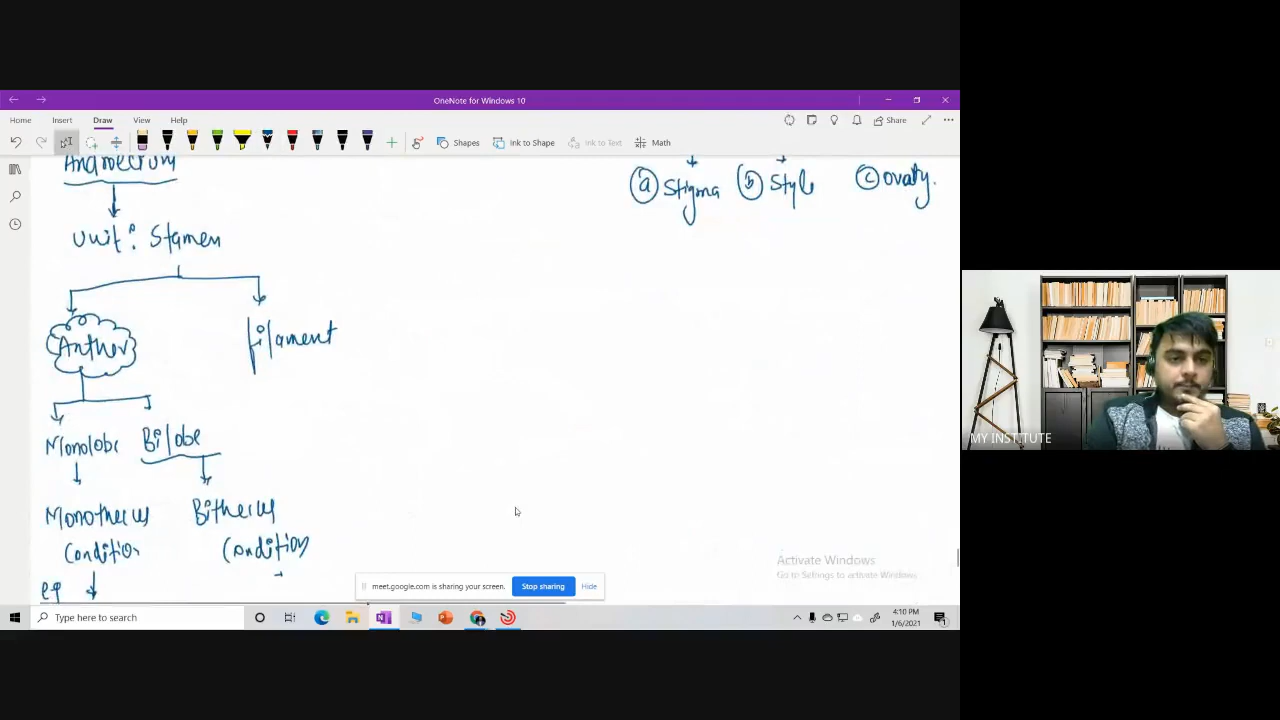 OneNote for Windows 10
Home Insert Draw View Help
Share
Shapes Ink to Shape Ink to Text Math
Androecium
a Stigma b Style c ovary.
Unit: Stamen
Anther
filament
Monolobe Bilobe
Monothecus Bithecus
Condition Condition
eg
MY INSTITUTE
Activate Windows
Go to Settings to activate Windows.
meet.google.com is sharing your screen. Stop sharing Hide
Type here to search
4:10 PM
1/6/2021